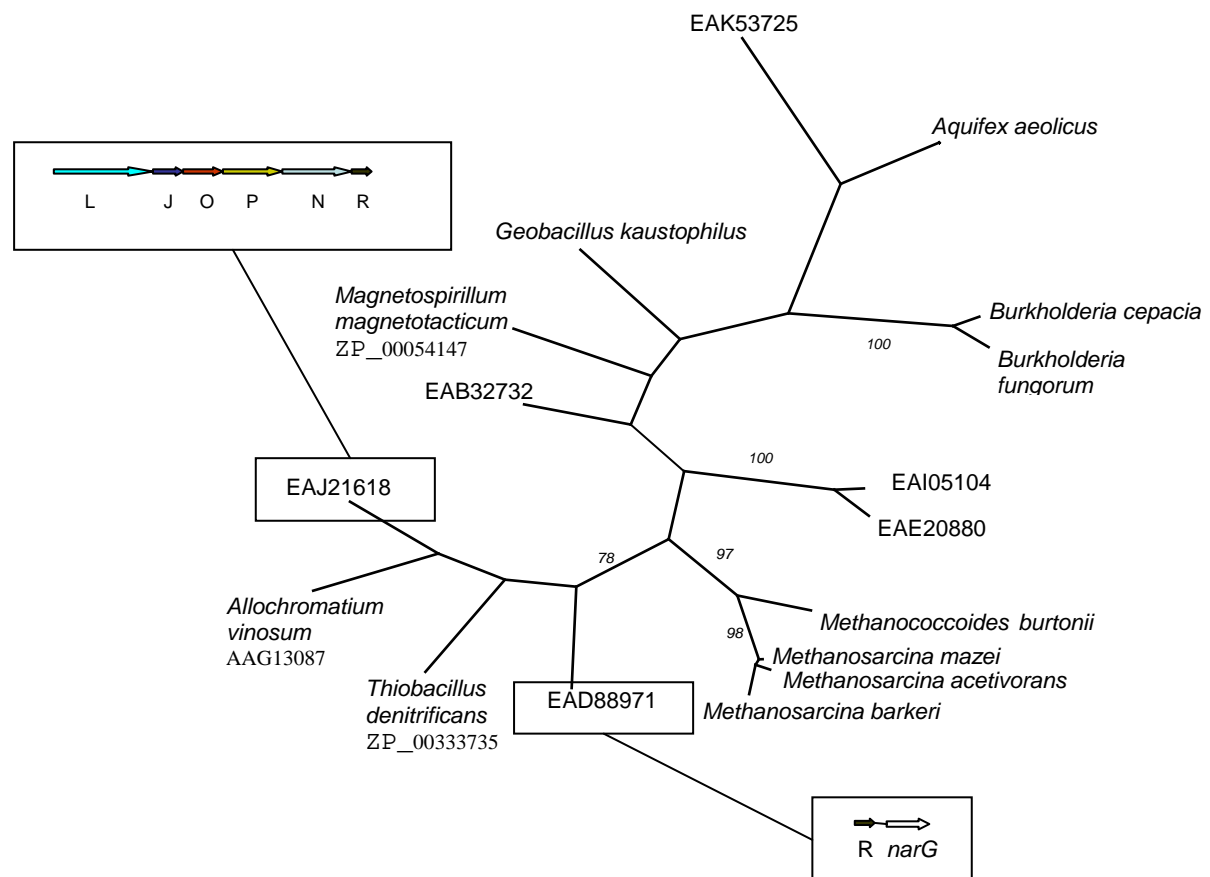 EAK53725
Aquifex aeolicus
L J O P N R
Geobacillus kaustophilus
Magnetospirillum
magnetotacticum
ZP_00054147
Burkholderia cepacia
100
Burkholderia
fungorum
EAB32732
100
EAJ21618
EAI05104
EAE20880
78
97
Allochromatium
vinosum
AAG13087
Methanococcoides burtonii
98
Methanosarcina mazei
Methanosarcina acetivorans
Methanosarcina barkeri
Thiobacillus
denitrificans
ZP_00333735
EAD88971
R narG